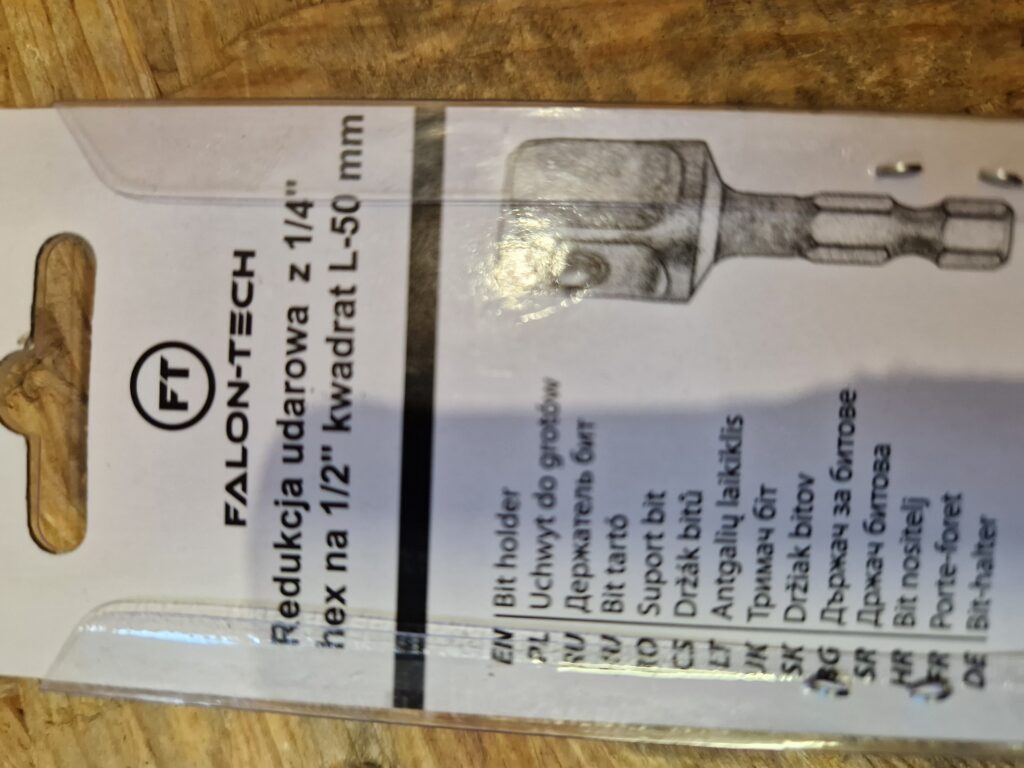 FT
FALON-TECH
Redukcja udarowa z 1/4"
hex na 1/2" kwadrat L-50 mm
EN Bit holder
PL Uchwyt do grotów
RU Держатель бит
HU Bit tartó
RO Suport bit
CS Držák bitů
LT Antgalių laikiklis
UK Тримач біт
SK Držiak bitov
BG Държач за битове
SR Држач битова
HR Bit nositelj
FR Porte-foret
DE Bit-halter